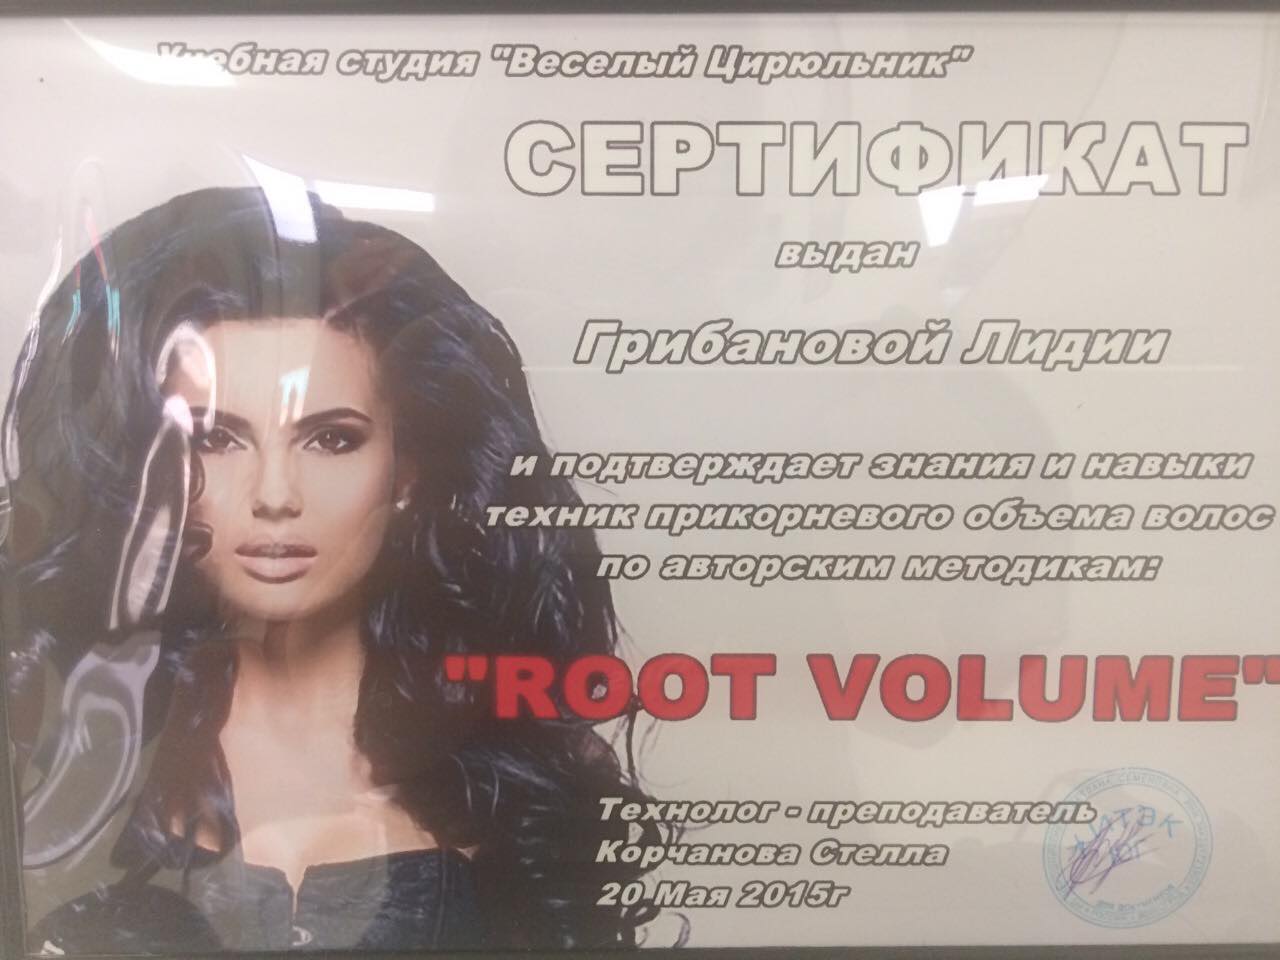 Учебная студия "Веселый Цирюльник"
СЕРТИФИКАТ
выдан
Грибановой Лидии
и подтверждает знания и навыки
техник прикорневого объема волос
по авторским методикам:
"ROOT VOLUME"
Технолог - преподаватель
Корчанова Стелла
20 Мая 2015г